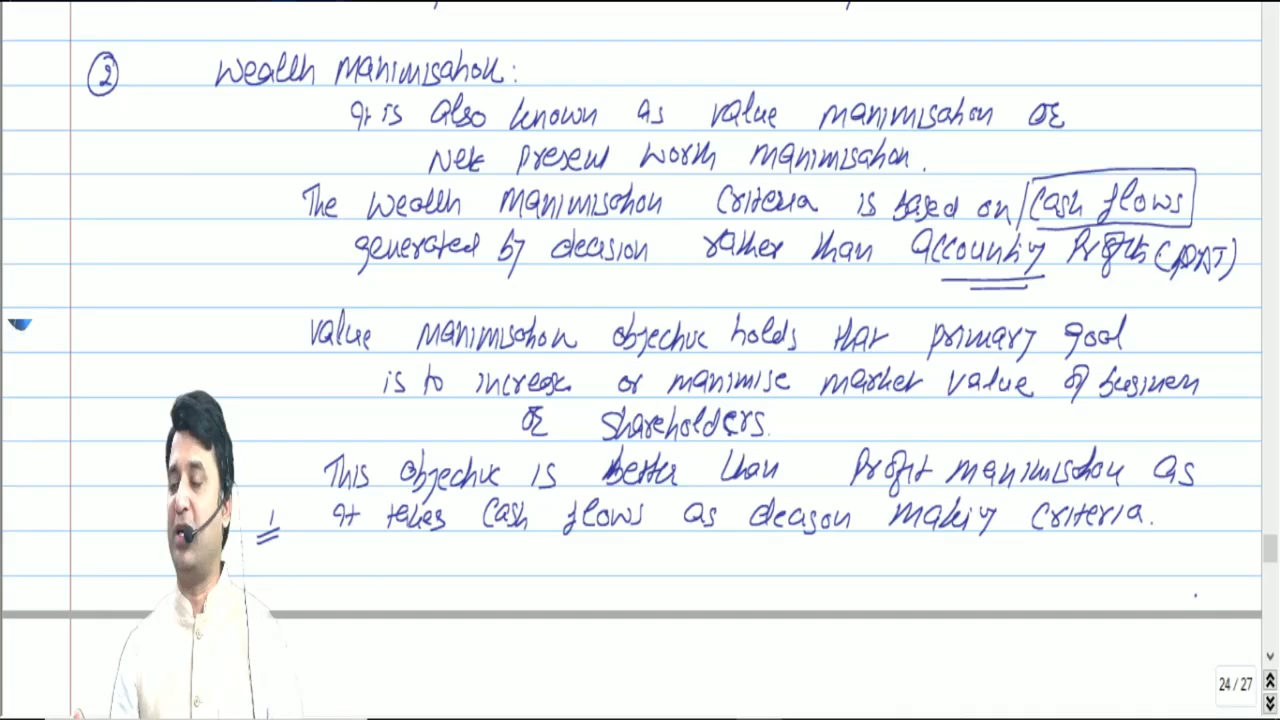 ② Wealth Maximisation:
It is also known as value maximisation or
Net present worth maximisation.
The Wealth Maximisation criteria is based on cash flows
generated by decision rather than accounting Profits (PAT)
Value Maximisation objective holds that primary goal
is to increase or maximise market value of business
or shareholders.
This objective is better than Profit maximisation as
it takes cash flows as decision making criteria.
24 / 27